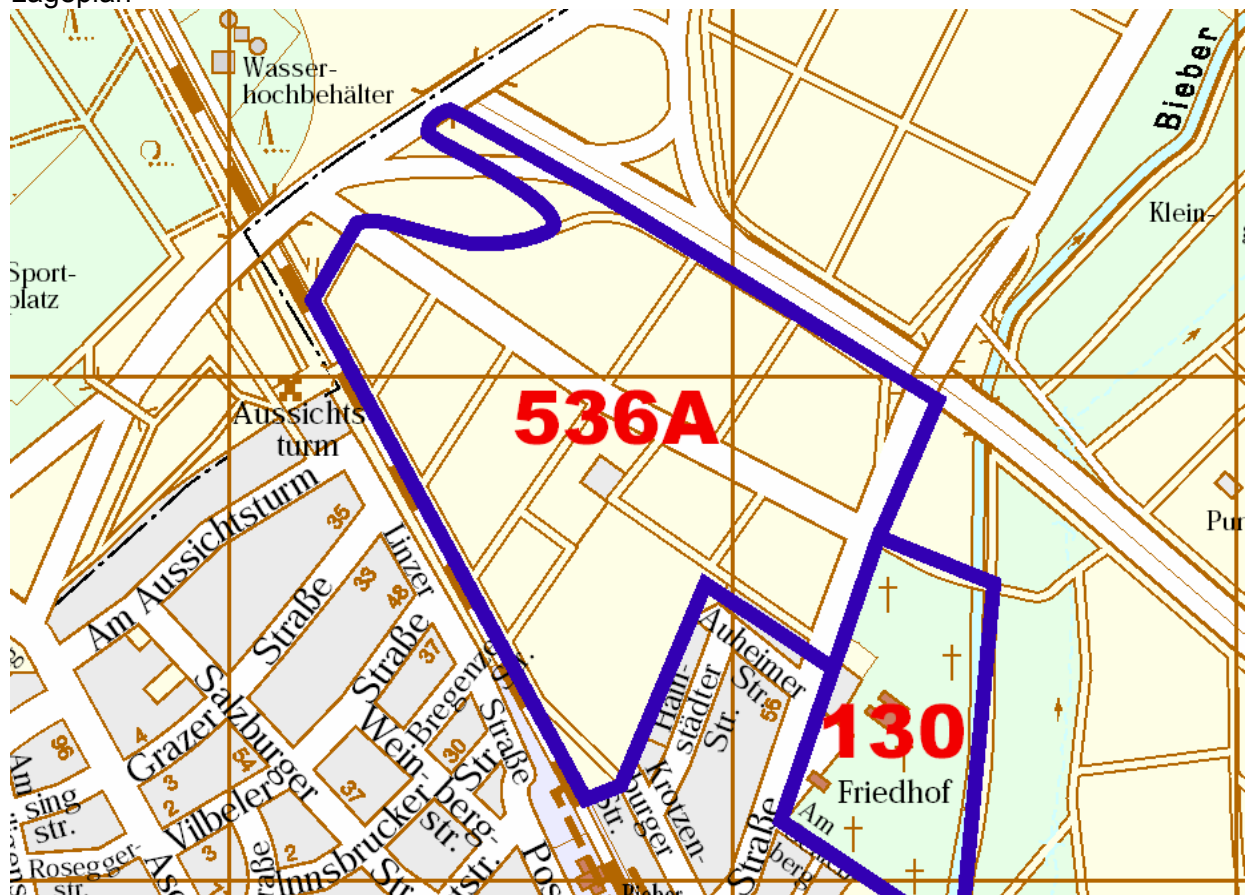 Lageplan
Wasser-
hochbehälter
Bieber
Klein-
Sport-
platz
Aussichts
turm
536A
Am Aussichtsturm
35
Linzer
Straße
33
48
Straße
37
Bregenzer
Straße
Auheimer
Str.
Hain-
städter
Str.
56
130
Friedhof
Am
Salzburger
Grazer
4
54
3
2
Vilbeler
3
2
37
Wein-
berg-
str.
30
Str.
Innsbrucker
Str.
Krotzen-
burger
Str.
Straße
96
Am
sing
str.
Rosegger-
str.
Bieber
berg